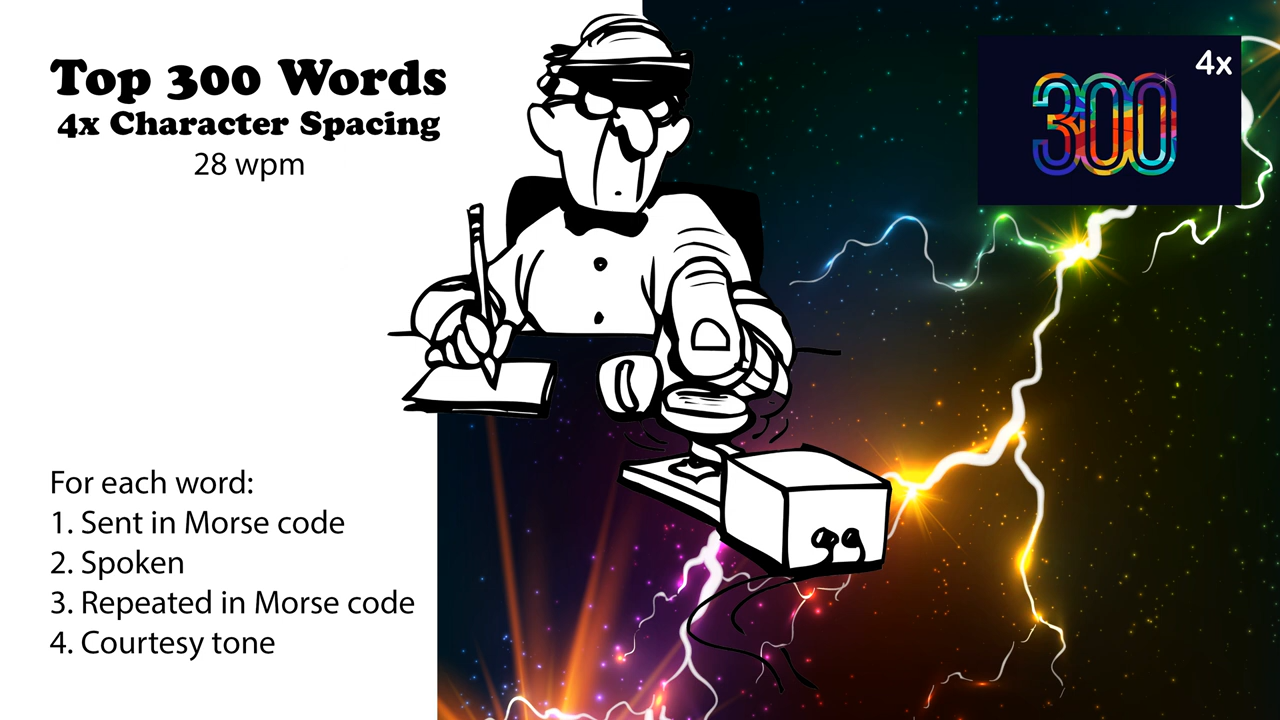 Top 300 Words
4x Character Spacing
28 wpm
4x
300
For each word:
1. Sent in Morse code
2. Spoken
3. Repeated in Morse code
4. Courtesy tone